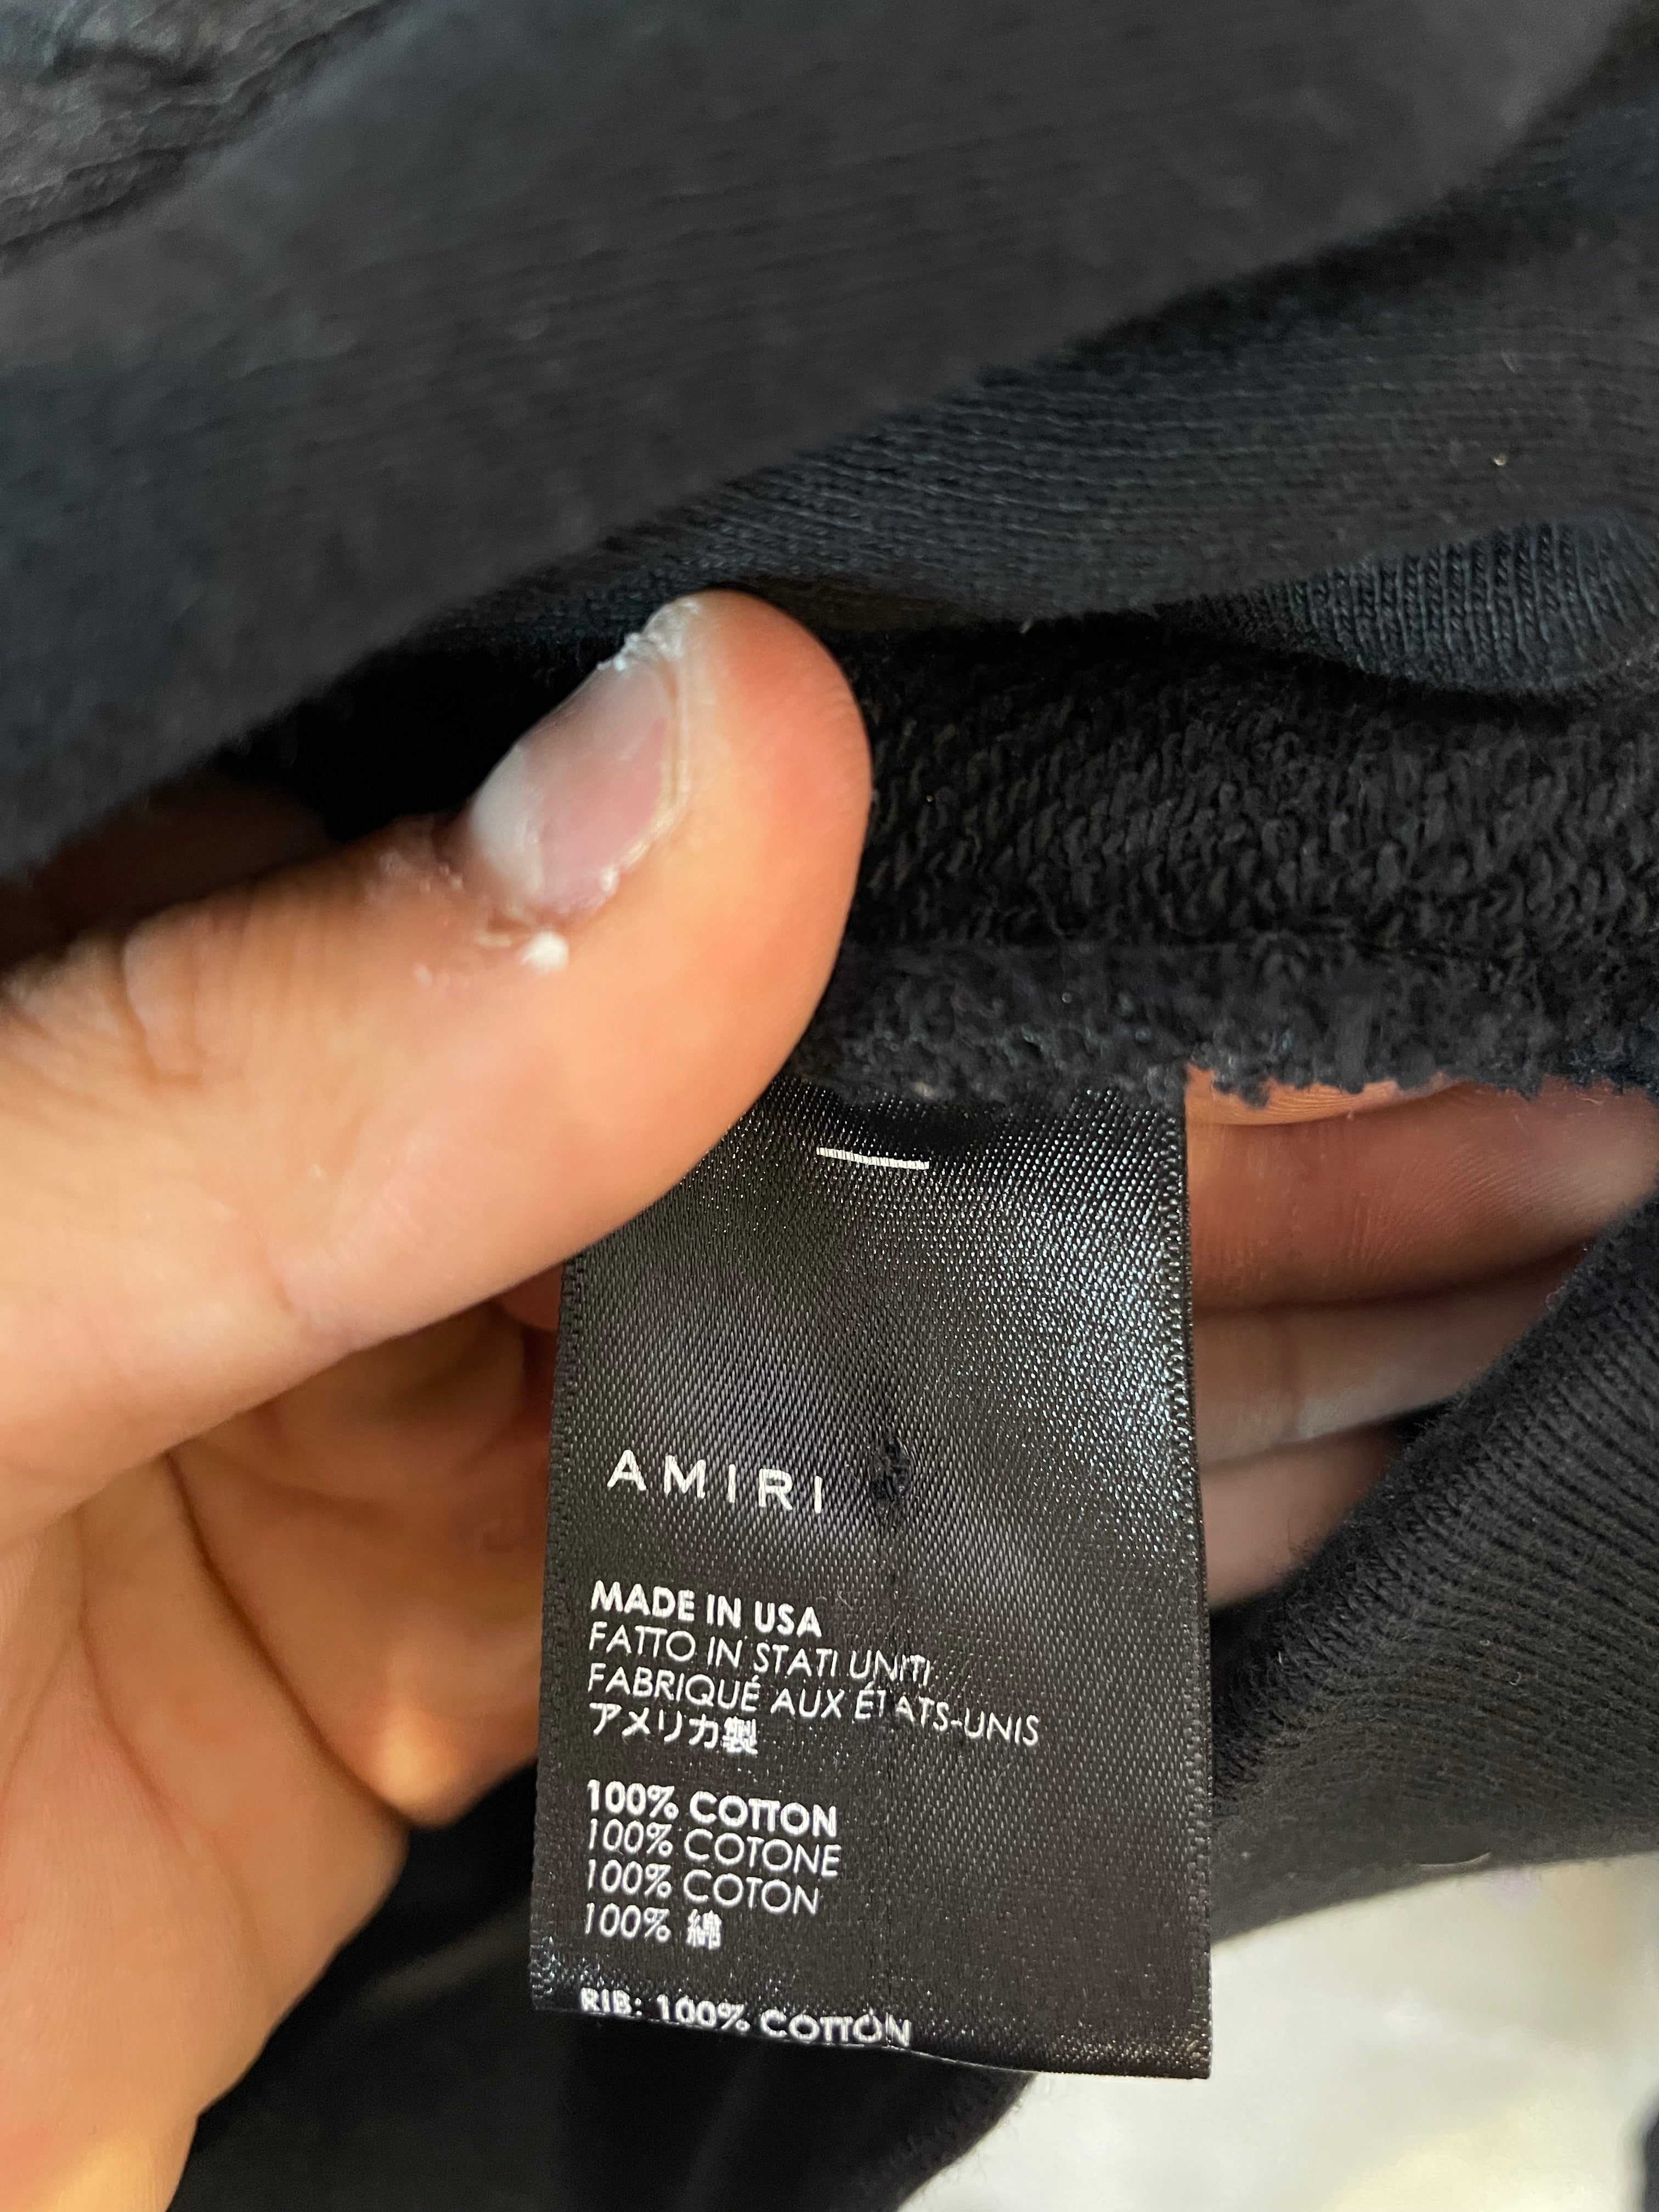 AMIRI
MADE IN USA
FATTO IN STATI UNITI
FABRIQUÉ AUX ÉTATS-UNIS
アメリカ製
100% COTTON
100% COTONE
100% COTON
100% 綿
RIB: 100% COTTON